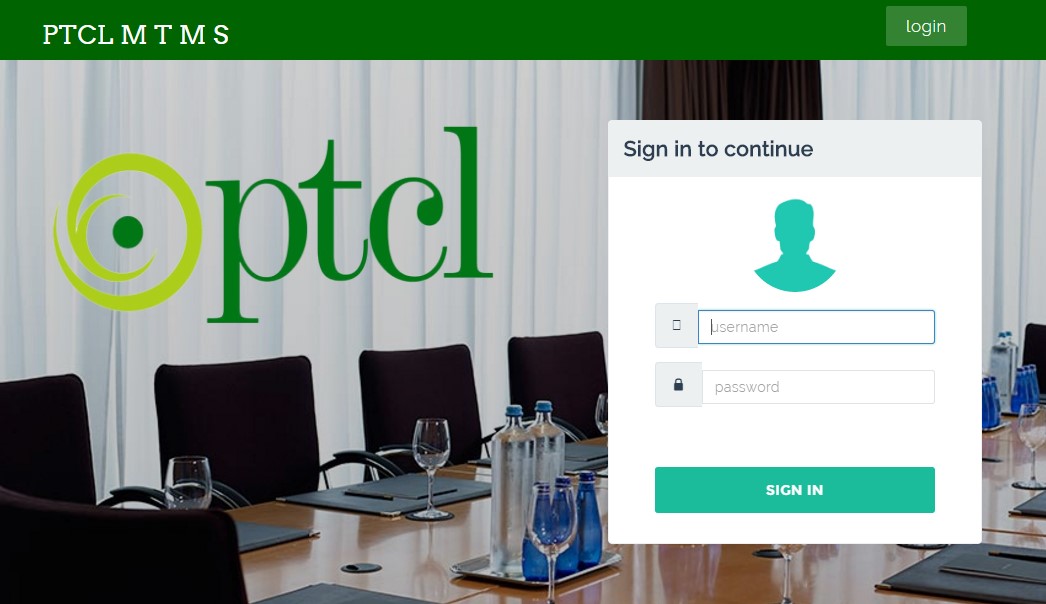 PTCL M T M S
login
ptcl
Sign in to continue
username
password
SIGN IN